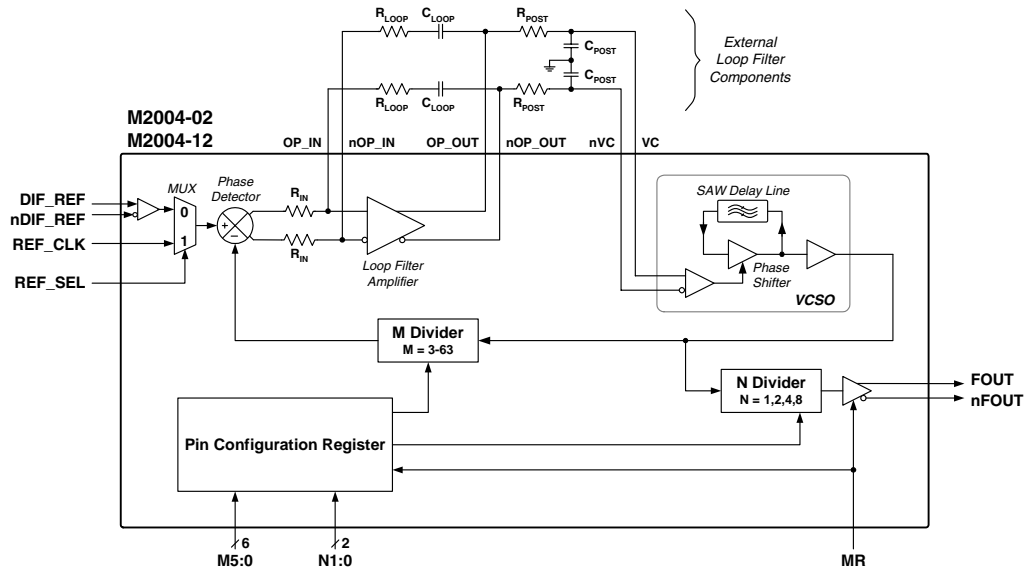 RLOOP CLOOP RPOST
CPOST
CPOST
External
Loop Filter
Components
RLOOP CLOOP RPOST
M2004-02
M2004-12
OP_IN nOP_IN OP_OUT nOP_OUT nVC VC
MUX
Phase
Detector
SAW Delay Line
DIF_REF
nDIF_REF
REF_CLK
REF_SEL
0
1
+
−
RIN
RIN
Loop Filter
Amplifier
Phase
Shifter
VCSO
M Divider
M = 3-63
N Divider
N = 1,2,4,8
FOUT
nFOUT
Pin Configuration Register
6
2
M5:0
N1:0
MR